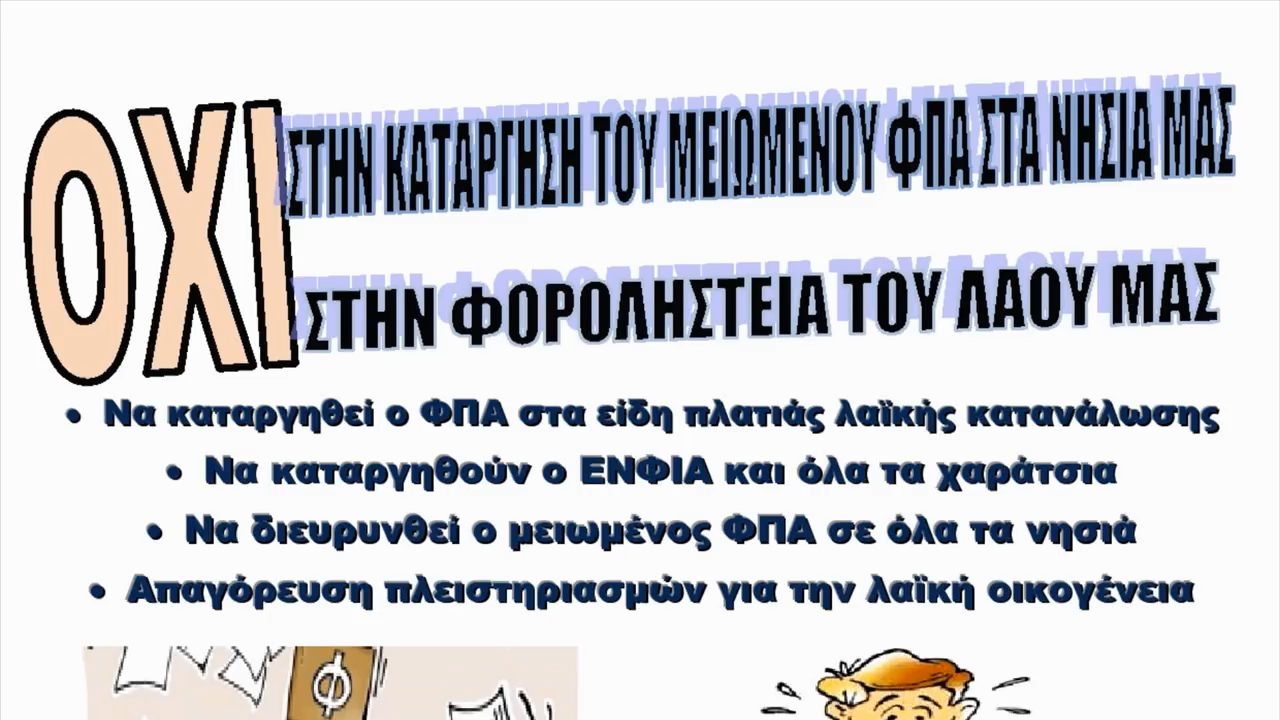 ΟΧΙ
ΣΤΗΝ ΚΑΤΑΡΓΗΣΗ ΤΟΥ ΜΕΙΩΜΕΝΟΥ ΦΠΑ ΣΤΑ ΝΗΣΙΑ ΜΑΣ
ΣΤΗΝ ΦΟΡΟΛΗΣΤΕΙΑ ΤΟΥ ΛΑΟΥ ΜΑΣ
• Να καταργηθεί ο ΦΠΑ στα είδη πλατιάς λαϊκής κατανάλωσης
• Να καταργηθούν ο ΕΝΦΙΑ και όλα τα χαράτσια
• Να διευρυνθεί ο μειωμένος ΦΠΑ σε όλα τα νησιά
• Απαγόρευση πλειστηριασμών για την λαϊκή οικογένεια
Φ